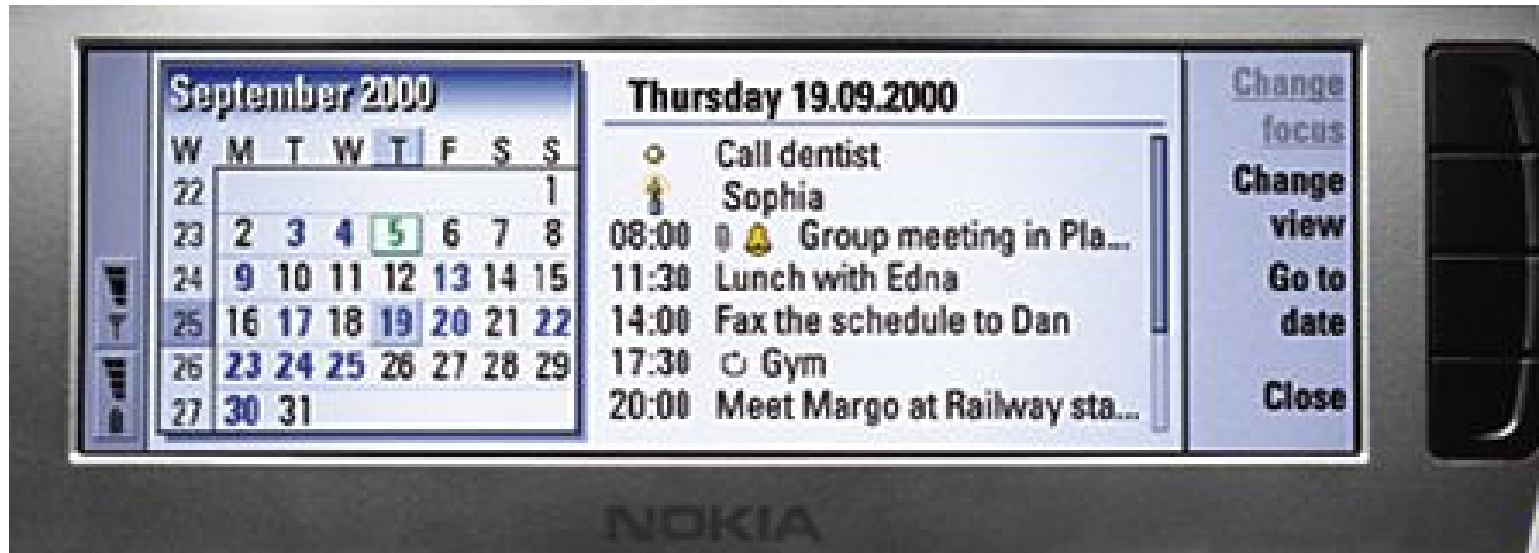 September 2000
W M T W T F S S
22 1
23 2 3 4 5 6 7 8
24 9 10 11 12 13 14 15
25 16 17 18 19 20 21 22
26 23 24 25 26 27 28 29
27 30 31
Thursday 19.09.2000
Call dentist
Sophia
08:00 Group meeting in Pla...
11:30 Lunch with Edna
14:00 Fax the schedule to Dan
17:30 Gym
20:00 Meet Margo at Railway sta...
Change
focus
Change
view
Go to
date
Close
NOKIA